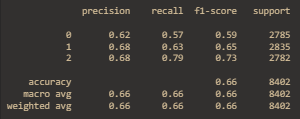 precision recall f1-score support
0 0.62 0.57 0.59 2785
1 0.68 0.63 0.65 2835
2 0.68 0.79 0.73 2782
accuracy 0.66 8402
macro avg 0.66 0.66 0.66 8402
weighted avg 0.66 0.66 0.66 8402